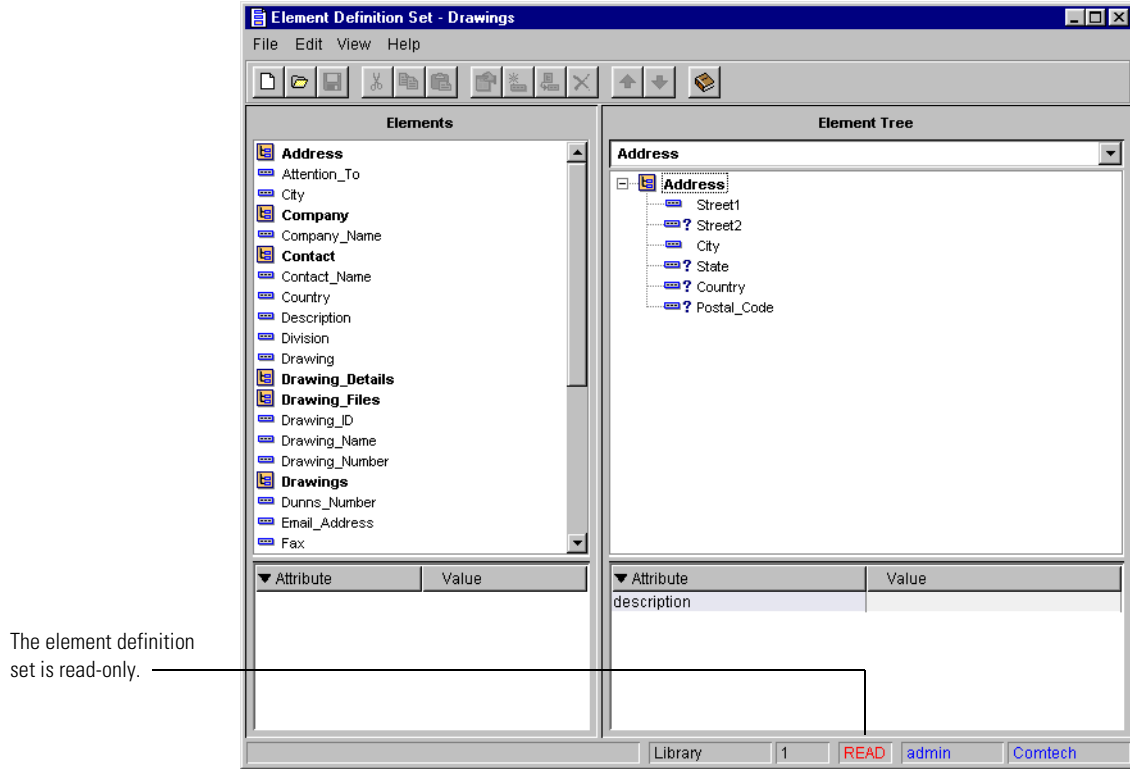 Element Definition Set - Drawings
File Edit View Help
Elements
Address
Attention_To
City
Company
Company_Name
Contact
Contact_Name
Country
Description
Division
Drawing
Drawing_Details
Drawing_Files
Drawing_ID
Drawing_Name
Drawing_Number
Drawings
Dunns_Number
Email_Address
Fax
Attribute Value
Element Tree
Address
Address
Street1
? Street2
City
? State
? Country
? Postal_Code
Attribute Value
description
The element definition
set is read-only.
Library 1 READ admin Comtech